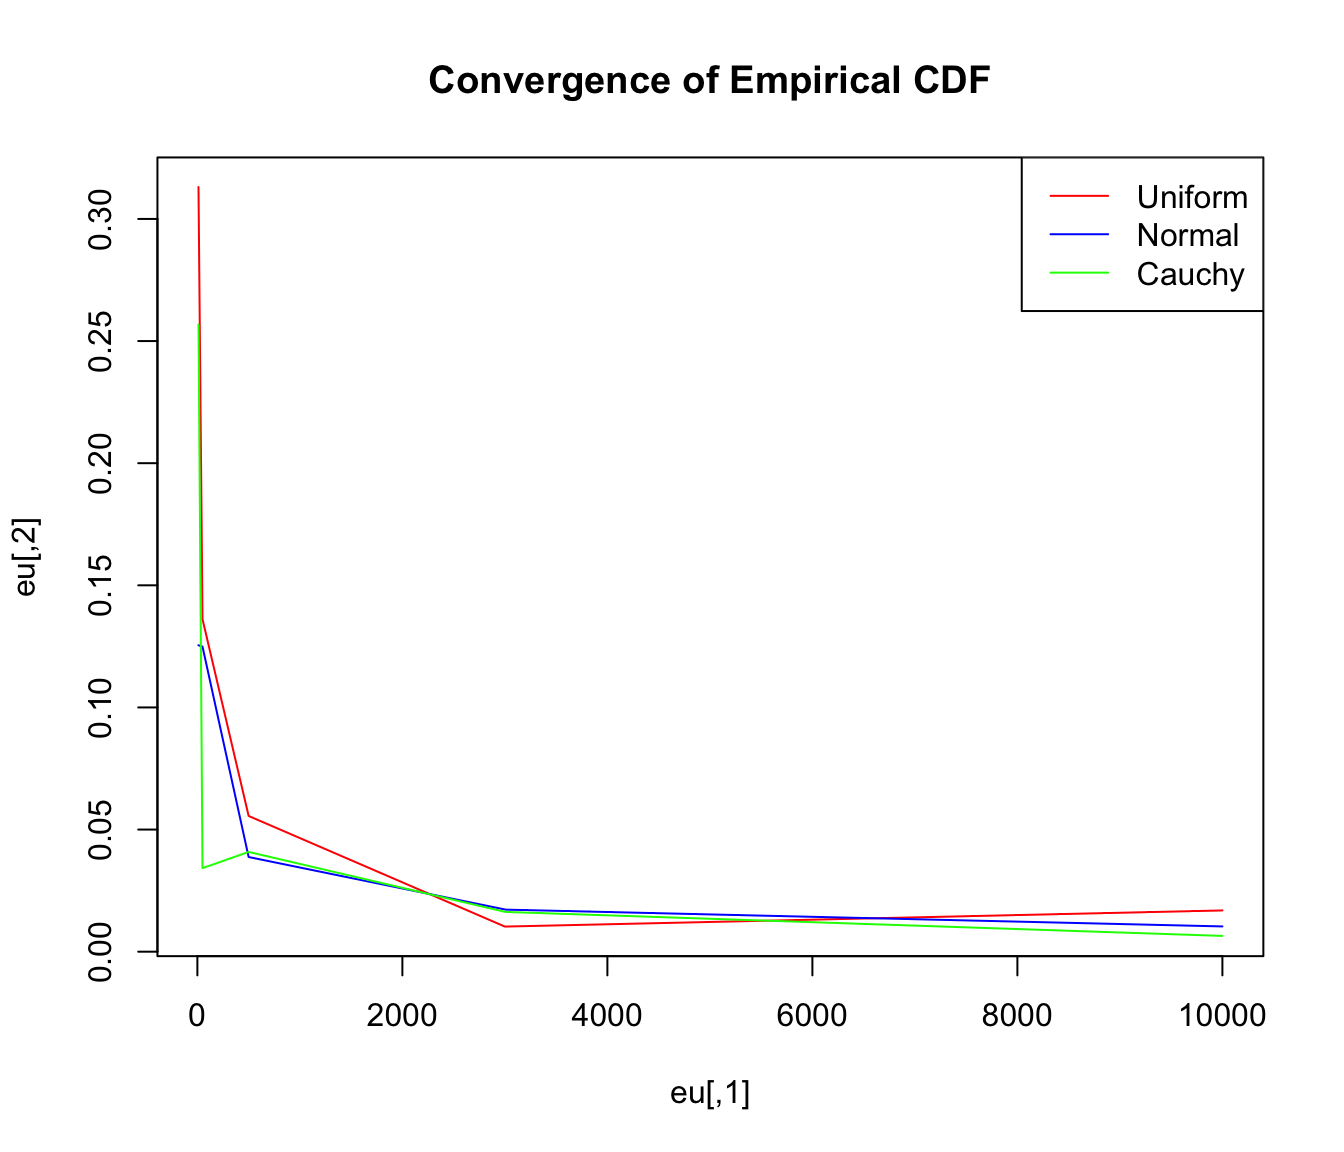 Convergence of Empirical CDF
Uniform
Normal
Cauchy
0.30
0.25
0.20
0.15
0.10
0.05
0.00
eu[,2]
0 2000 4000 6000 8000 10000
eu[,1]